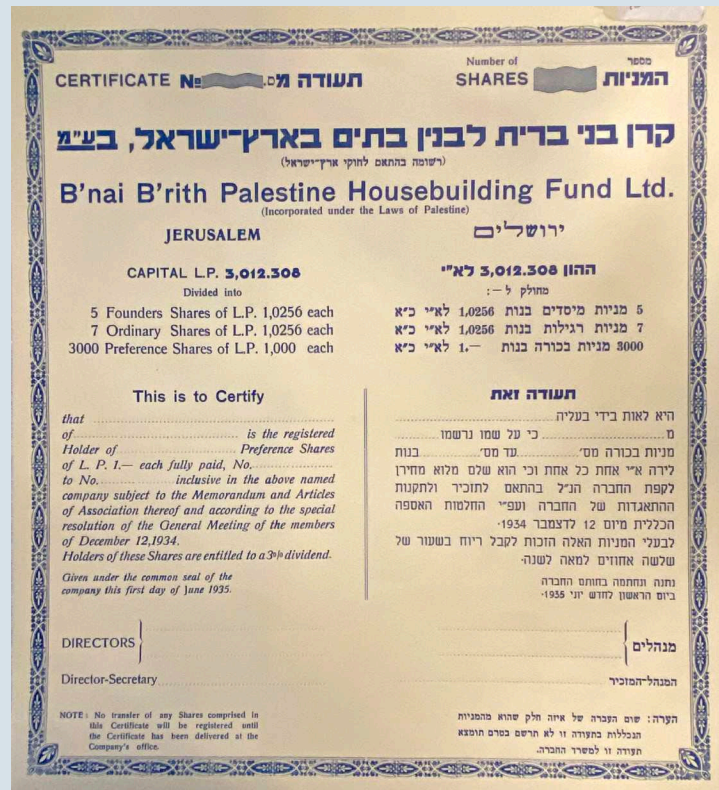 CERTIFICATE No תעודה מס.
Number of SHARES מספר המניות
קרן בני ברית לבנין בתים בארץ־ישראל, בע"מ
(רשומה בהתאם לחוקי ארץ־ישראל)
B'nai B'rith Palestine Housebuilding Fund Ltd.
(Incorporated under the Laws of Palestine)
JERUSALEM ירושלים
CAPITAL L.P. 3,012.308
Divided into
5 Founders Shares of L.P. 1,0256 each
7 Ordinary Shares of L.P. 1,0256 each
3000 Preference Shares of L.P. 1,000 each
ההון 3,012.308 לא"י
מחולק ל–:
5 מניות מיסדים בנות 1,0256 לא"י כ"א
7 מניות רגילות בנות 1,0256 לא"י כ"א
3000 מניות בכורה בנות 1.— לא"י כ"א
This is to Certify
that
of is the registered
Holder of Preference Shares
of L. P. 1.— each fully paid, No.
to No. inclusive in the above named
company subject to the Memorandum and Articles
of Association thereof and according to the special
resolution of the General Meeting of the members
of December 12,1934.
Holders of these Shares are entitled to a 3% dividend.
Given under the common seal of the
company this first day of June 1935.
תעודה זאת
היא לאות בידי בעליה
מ כי על שמו נרשמו
מניות בכורה מס' עד מס' בנות
לירה א"י אחת כל אחת וכי הוא שלם מלוא מחירן
לקפת החברה הנ"ל בהתאם לתזכיר ולתקנות
ההתאגדות של החברה ועפ"י החלטות האספה
הכללית מיום 12 לדצמבר 1934.
לבעלי המניות האלה הזכות לקבל ריוח בשעור של
שלשה אחוזים למאה לשנה.
נתנה ונחתמה בחותם החברה
ביום הראשון לחדש יוני 1935.
DIRECTORS מנהלים
Director-Secretary המנהל-המזכיר
NOTE: No transfer of any Shares comprised in
this Certificate will be registered until
the Certificate has been delivered at the
Company's office.
הערה: שום העברה של איזה חלק שהוא מהמניות
הנכללות בתעודה זו לא תרשם בטרם תומצא
תעודה זו למשרד החברה.